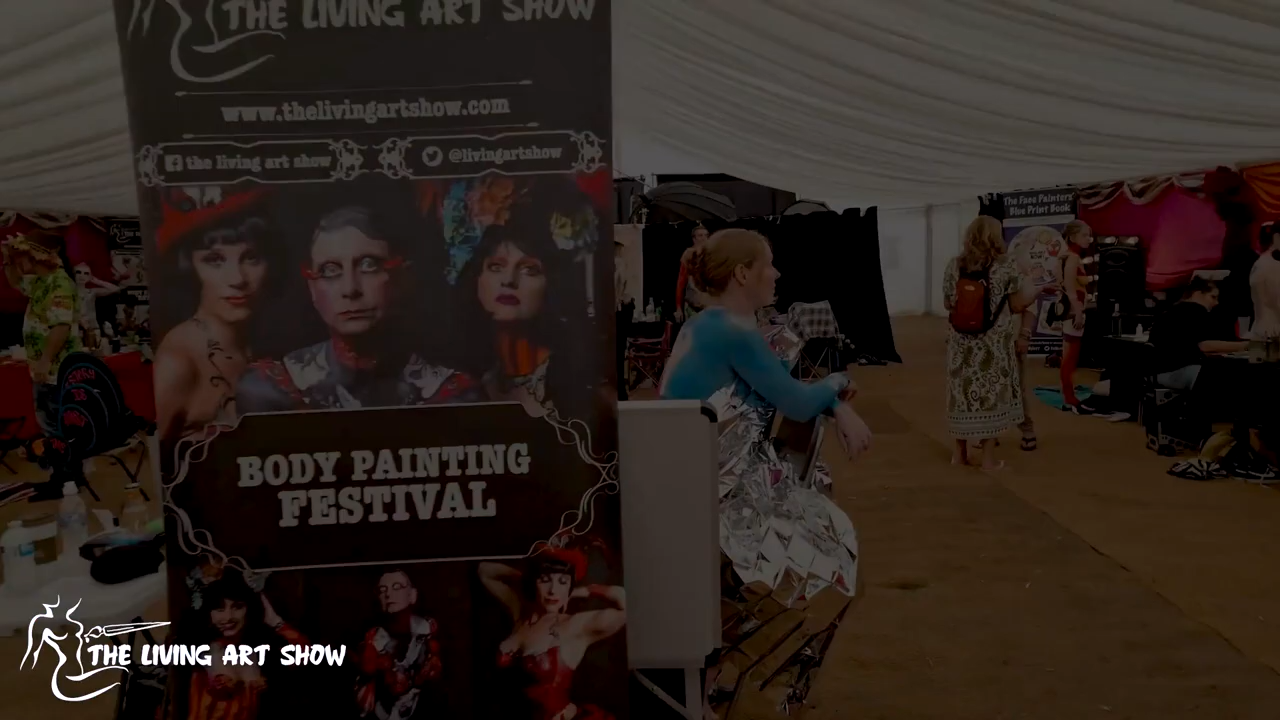 THE LIVING ART SHOW
www.thelivingartshow.com
the living art show
@livingartshow
The Face Painters
Blue Print Book
BODY PAINTING
FESTIVAL
THE LIVING ART SHOW